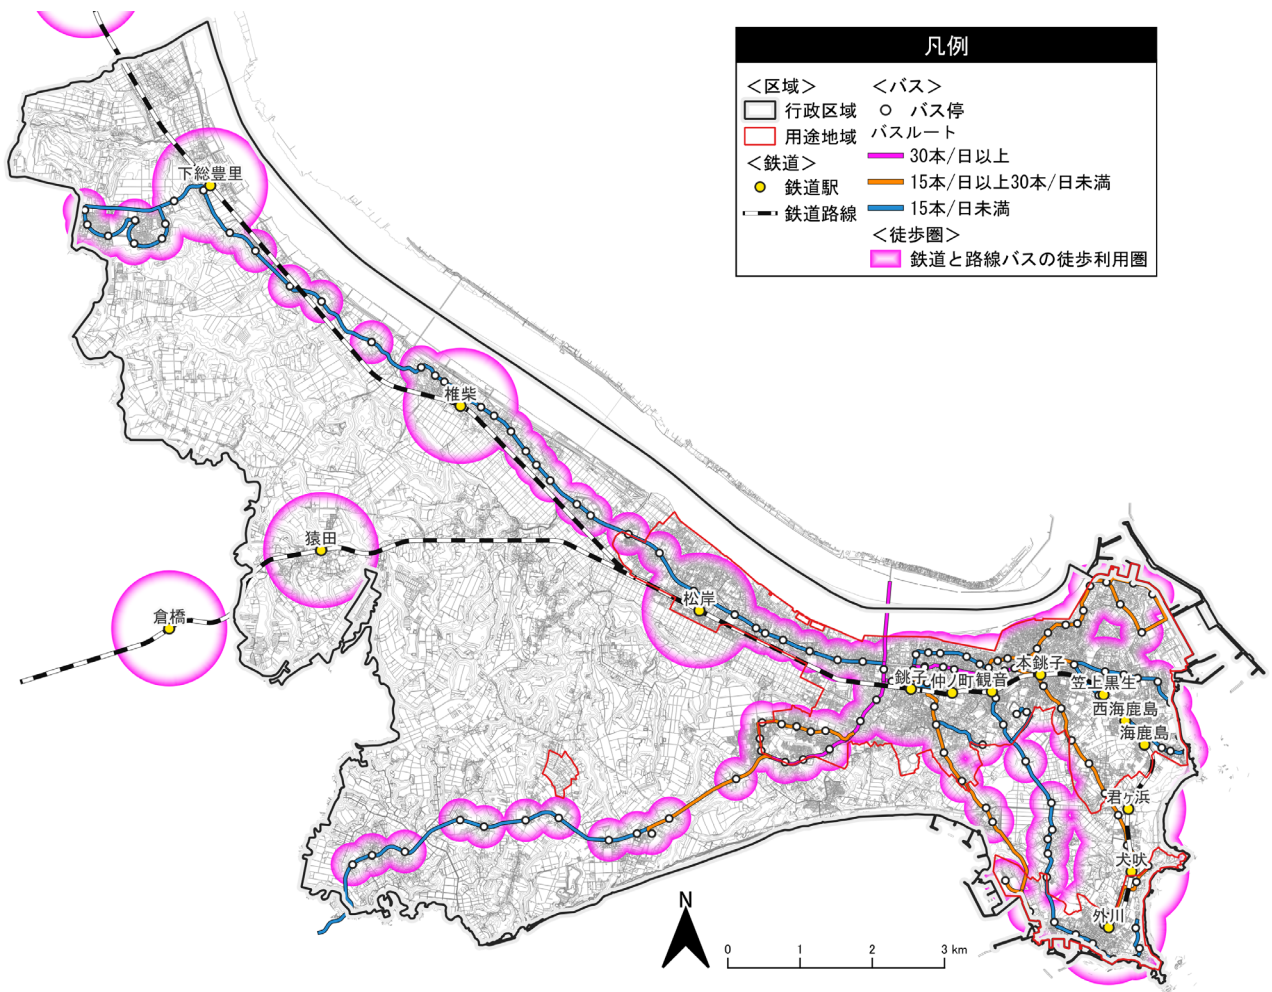 凡例
＜区域＞
行政区域
用途地域
＜鉄道＞
鉄道駅
鉄道路線
＜バス＞
バス停
バスルート
30本/日以上
15本/日以上30本/日未満
15本/日未満
＜徒歩圏＞
鉄道と路線バスの徒歩利用圏
下総豊里
椎柴
猿田
倉橋
松岸
銚子
仲ノ町
観音
本銚子
笠上黒生
西海鹿島
海鹿島
君ヶ浜
犬吠
外川
N
0 1 2 3 km